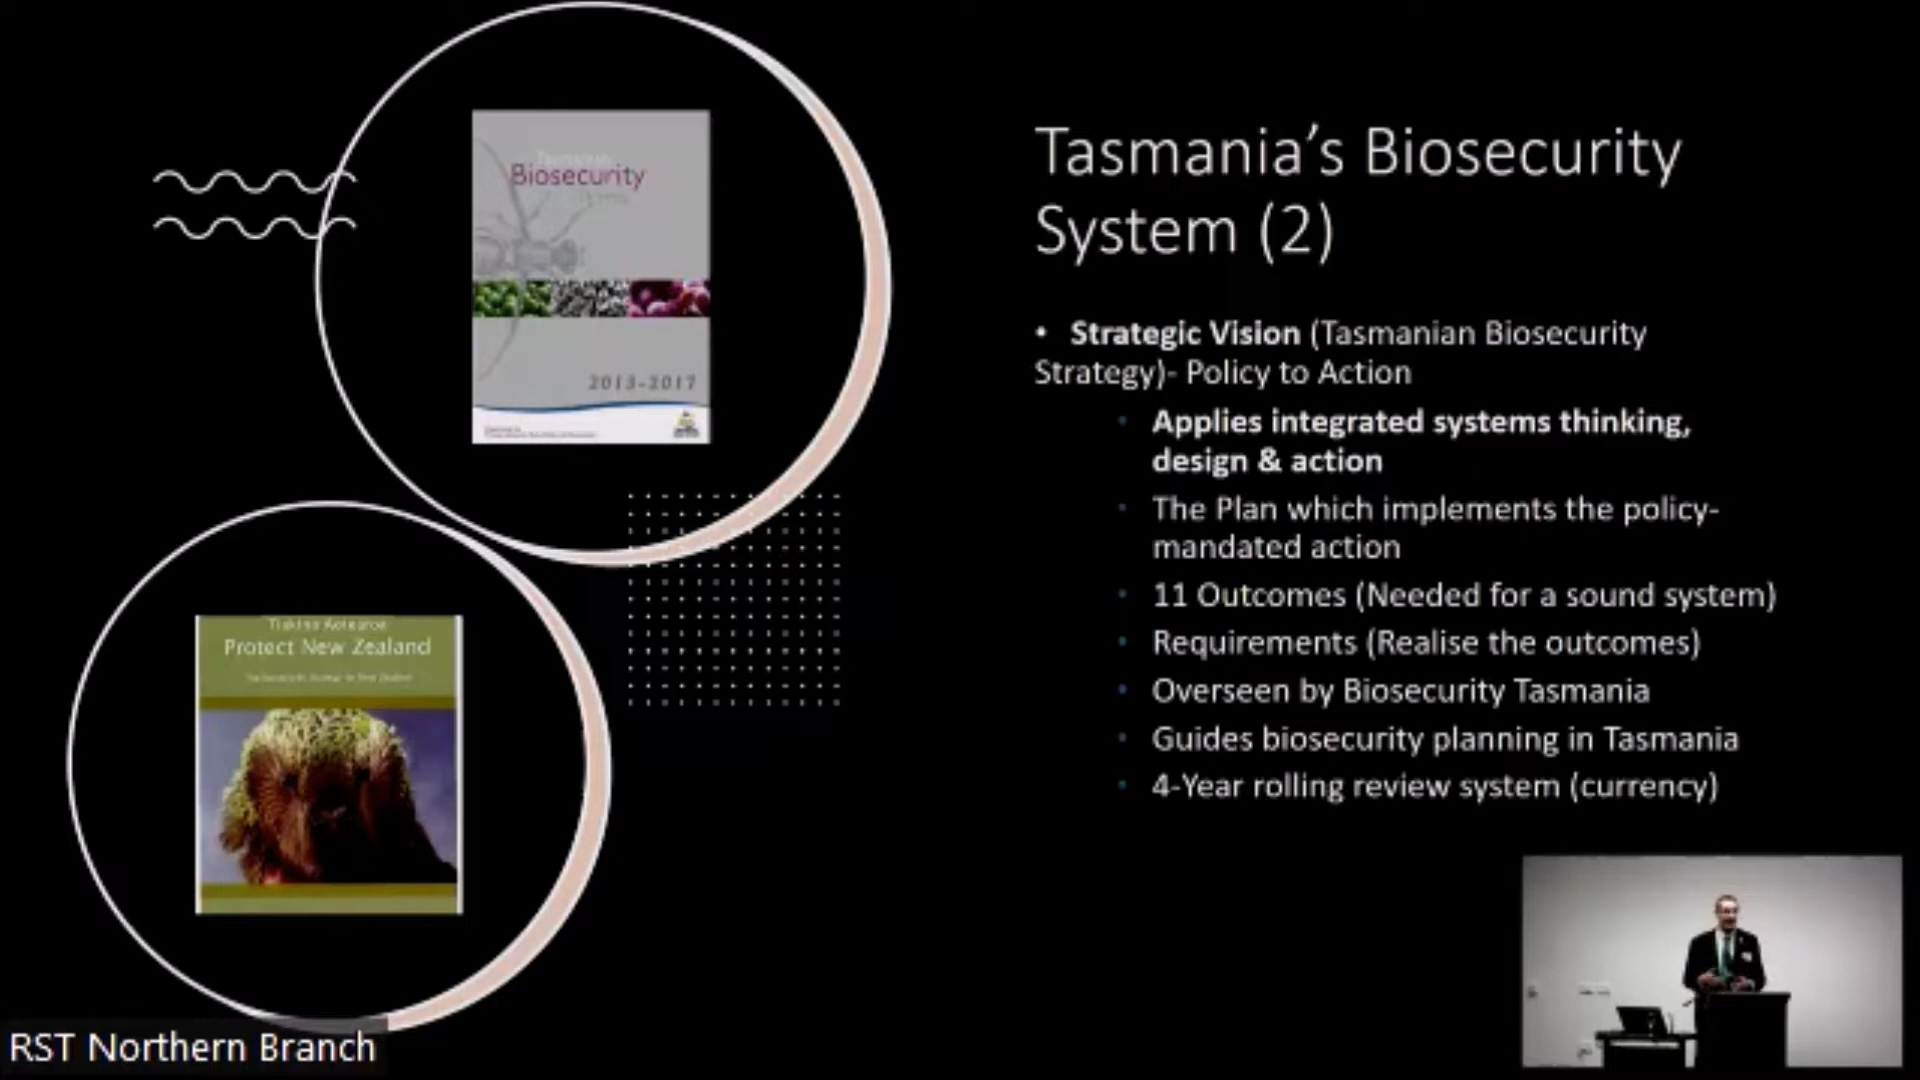 Biosecurity
2013-2017
Tiakina Aotearoa
Protect New Zealand
Tasmania's Biosecurity
System (2)
• Strategic Vision (Tasmanian Biosecurity
Strategy)- Policy to Action
• Applies integrated systems thinking,
design & action
• The Plan which implements the policy-
mandated action
• 11 Outcomes (Needed for a sound system)
• Requirements (Realise the outcomes)
• Overseen by Biosecurity Tasmania
• Guides biosecurity planning in Tasmania
• 4-Year rolling review system (currency)
RST Northern Branch